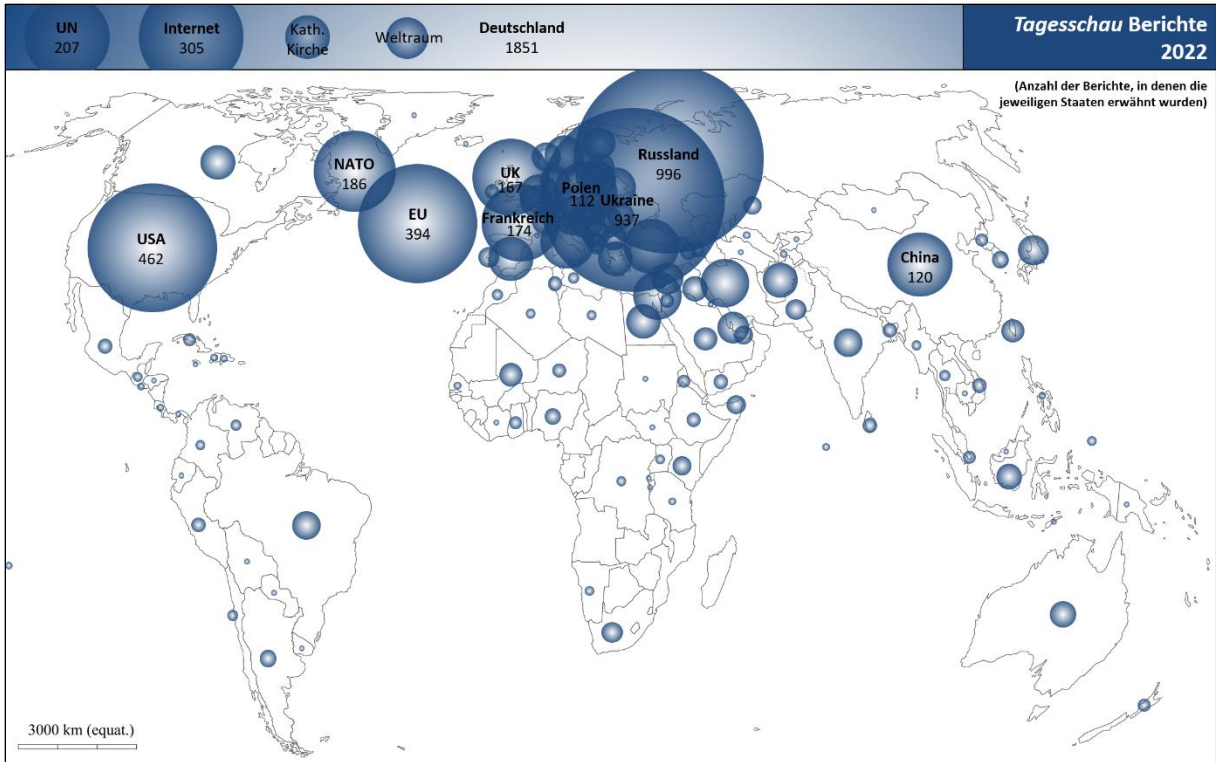 UN
207
Internet
305
Kath.
Kirche
Weltraum
Deutschland
1851
Tagesschau Berichte
2022
(Anzahl der Berichte, in denen die
jeweiligen Staaten erwähnt wurden)
NATO
186
EU
394
USA
462
UK
167
Frankreich
174
Polen
112
Russland
996
Ukraine
937
China
120
3000 km (equat.)